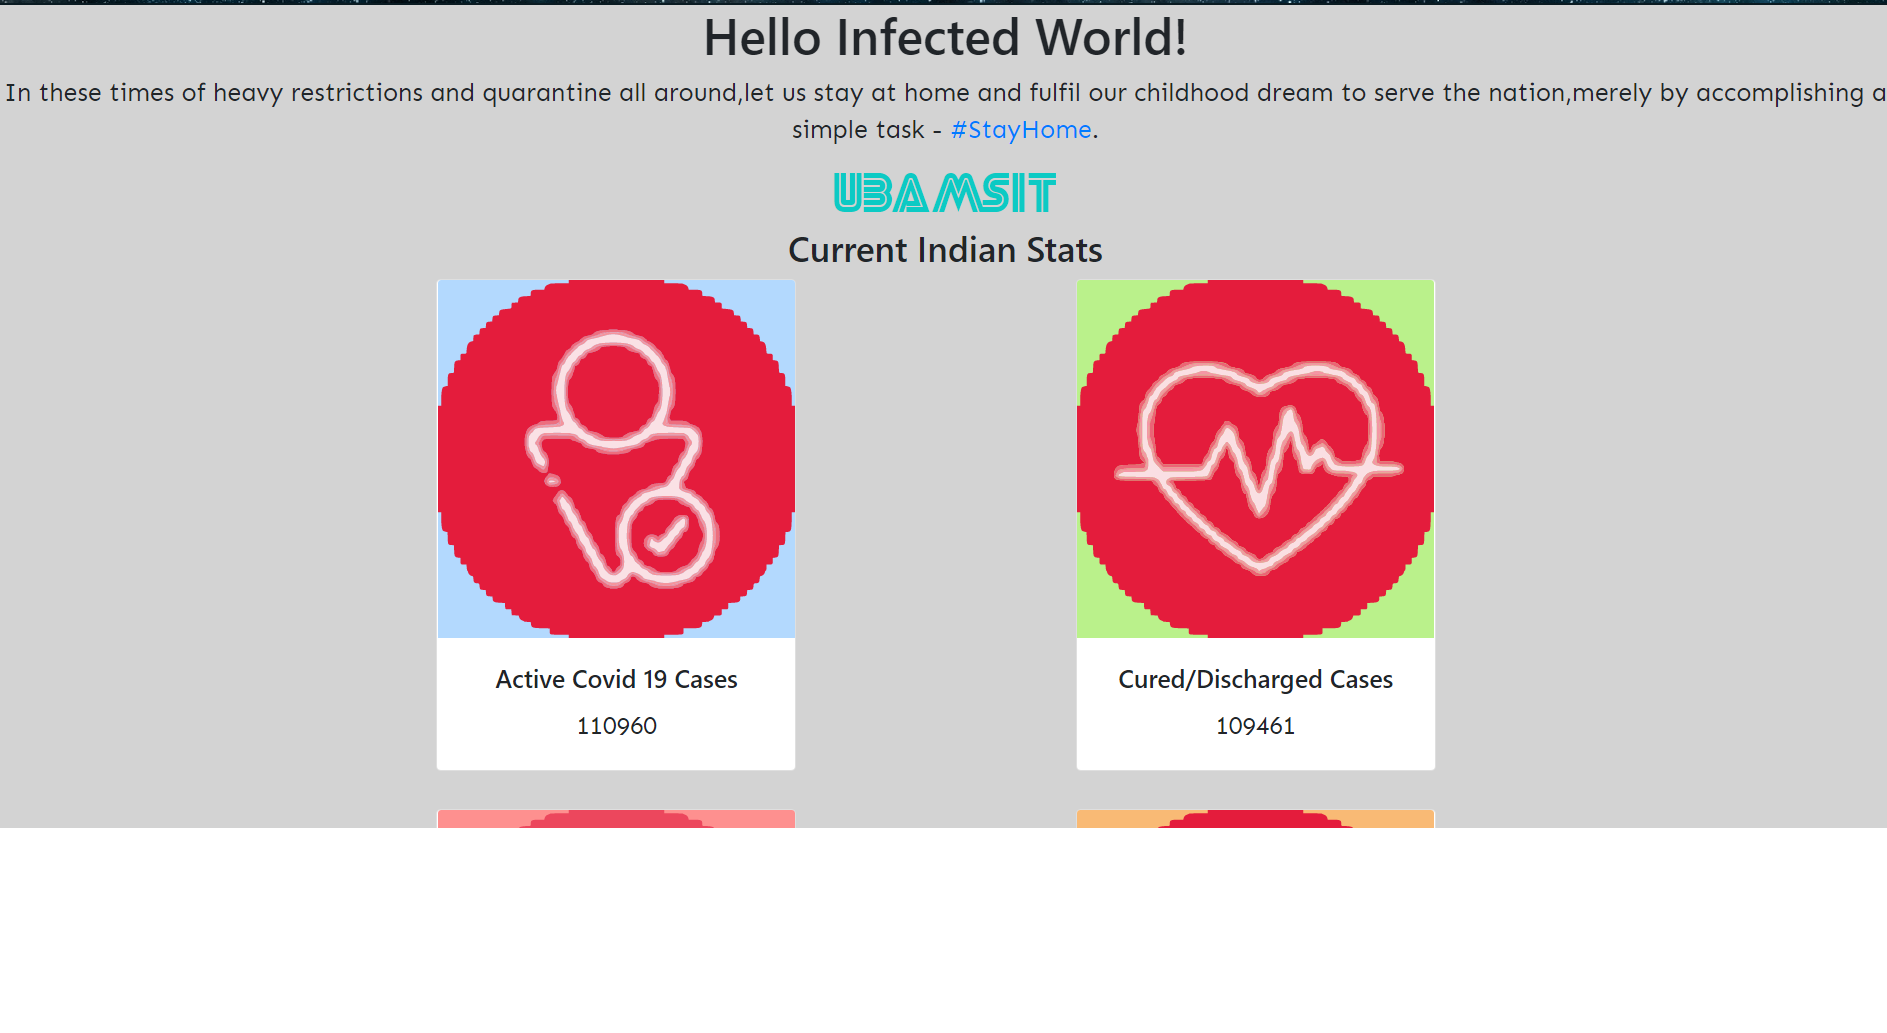 Hello Infected World!
In these times of heavy restrictions and quarantine all around,let us stay at home and fulfil our childhood dream to serve the nation,merely by accomplishing a
simple task - #StayHome.
UBAMSIT
Current Indian Stats
Active Covid 19 Cases
Cured/Discharged Cases
110960
109461